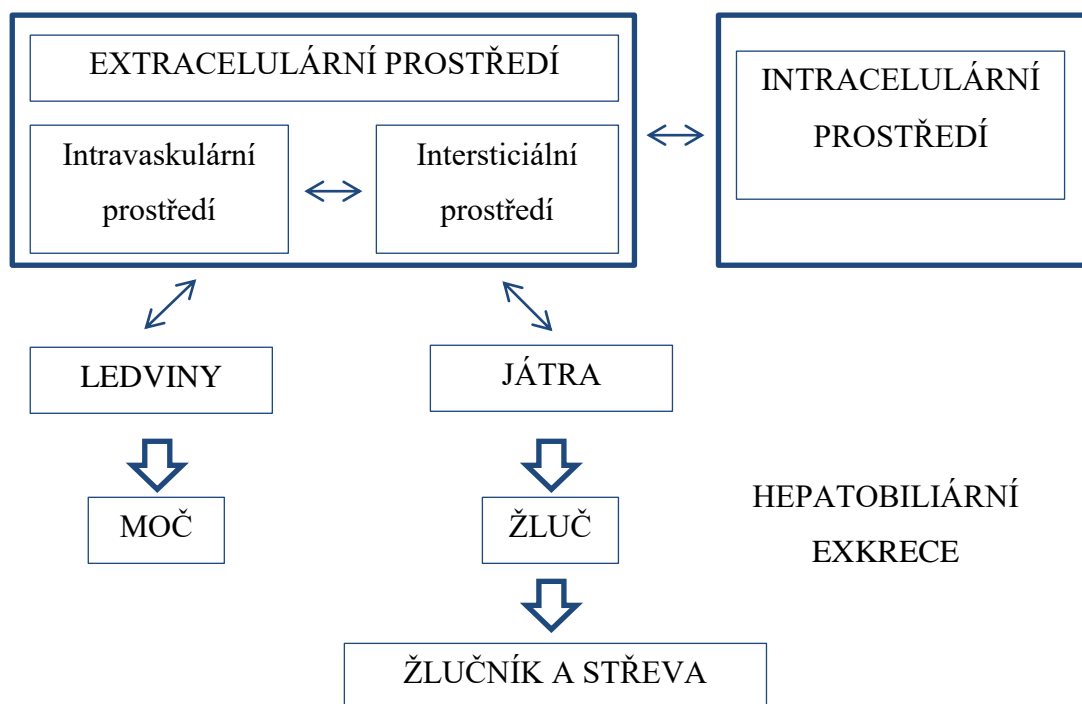 EXTRACELULÁRNÍ PROSTŘEDÍ
Intravaskulární
prostředí
Intersticiální
prostředí
INTRACELULÁRNÍ
PROSTŘEDÍ
LEDVINY
JÁTRA
MOČ
ŽLUČ
HEPATOBILIÁRNÍ
EXKRECE
ŽLUČNÍK A STŘEVA